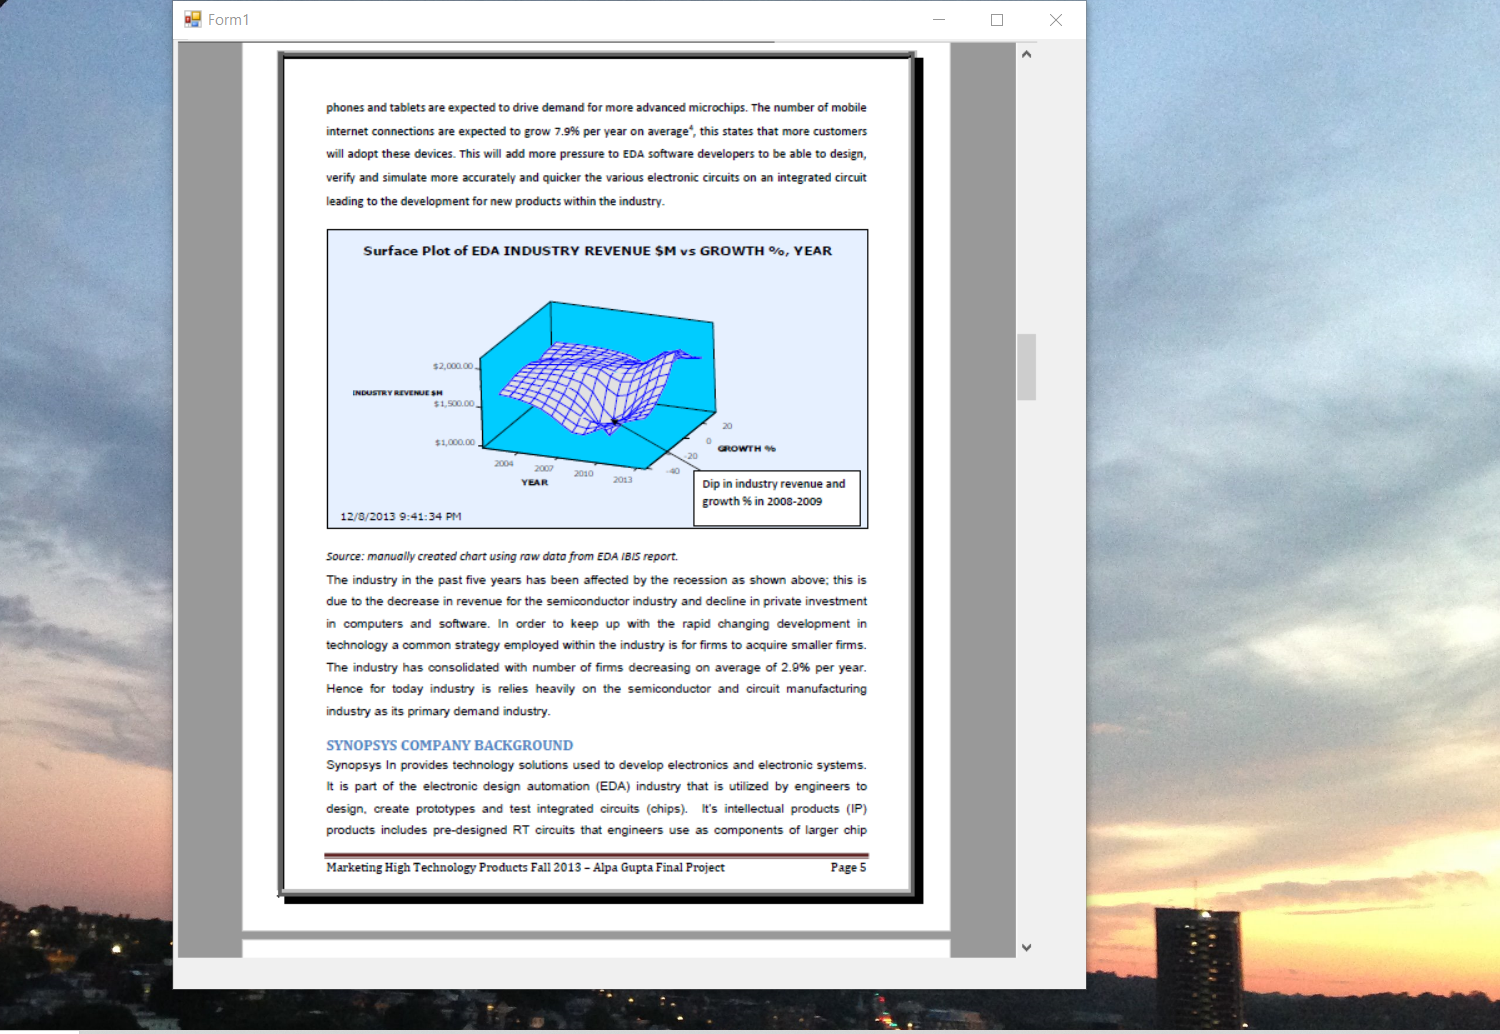 Form1
phones and tablets are expected to drive demand for more advanced microchips. The number of mobile
internet connections are expected to grow 7.9% per year on average⁴, this states that more customers
will adopt these devices. This will add more pressure to EDA software developers to be able to design,
verify and simulate more accurately and quicker the various electronic circuits on an integrated circuit
leading to the development for new products within the industry.
Surface Plot of EDA INDUSTRY REVENUE $M vs GROWTH %, YEAR
$2,000.00
INDUSTRY REVENUE $M
$1,500.00
$1,000.00
2004
2007
2010
2013
YEAR
20
0
-20
-40
GROWTH %
Dip in industry revenue and
growth % in 2008-2009
12/8/2013 9:41:34 PM
Source: manually created chart using raw data from EDA IBIS report.
The industry in the past five years has been affected by the recession as shown above; this is
due to the decrease in revenue for the semiconductor industry and decline in private investment
in computers and software. In order to keep up with the rapid changing development in
technology a common strategy employed within the industry is for firms to acquire smaller firms.
The industry has consolidated with number of firms decreasing on average of 2.9% per year.
Hence for today industry is relies heavily on the semiconductor and circuit manufacturing
industry as its primary demand industry.
SYNOPSYS COMPANY BACKGROUND
Synopsys In provides technology solutions used to develop electronics and electronic systems.
It is part of the electronic design automation (EDA) industry that is utilized by engineers to
design, create prototypes and test integrated circuits (chips). It's intellectual products (IP)
products includes pre-designed RT circuits that engineers use as components of larger chip
Marketing High Technology Products Fall 2013 – Alpa Gupta Final Project Page 5